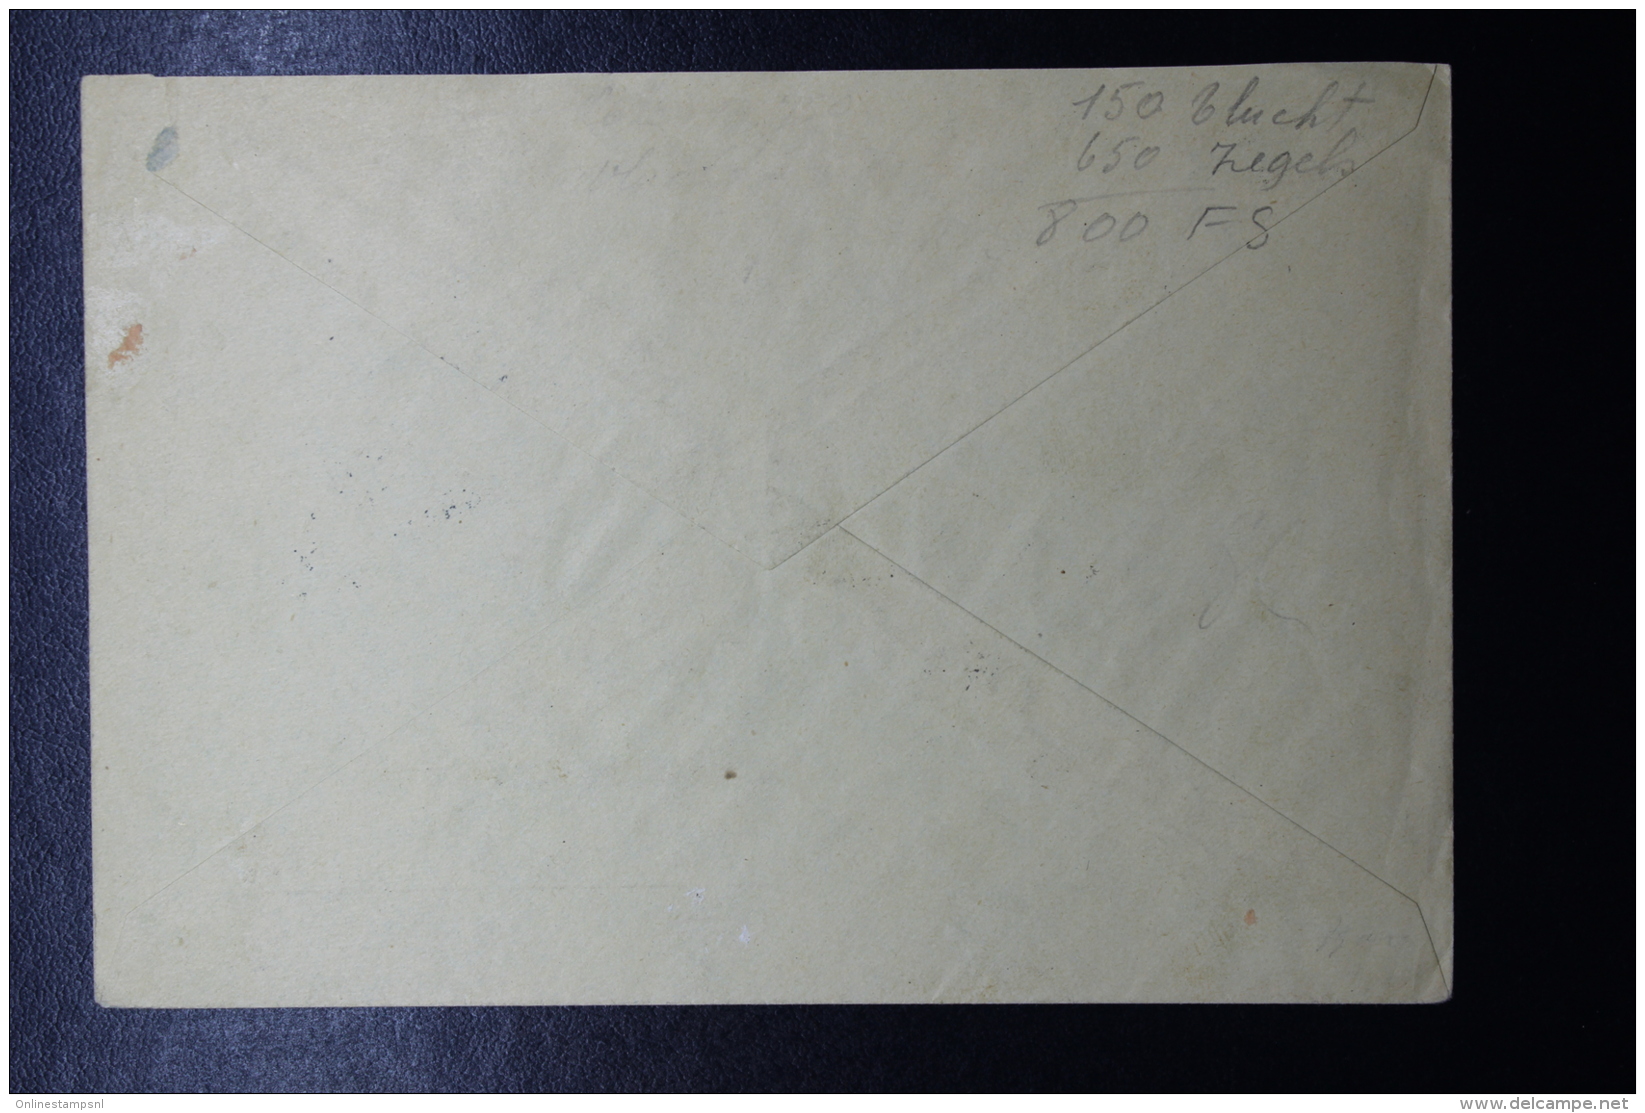 150 vlucht
650 Zegels
800 FS
Onlinestampsnl
www.delcampe.net